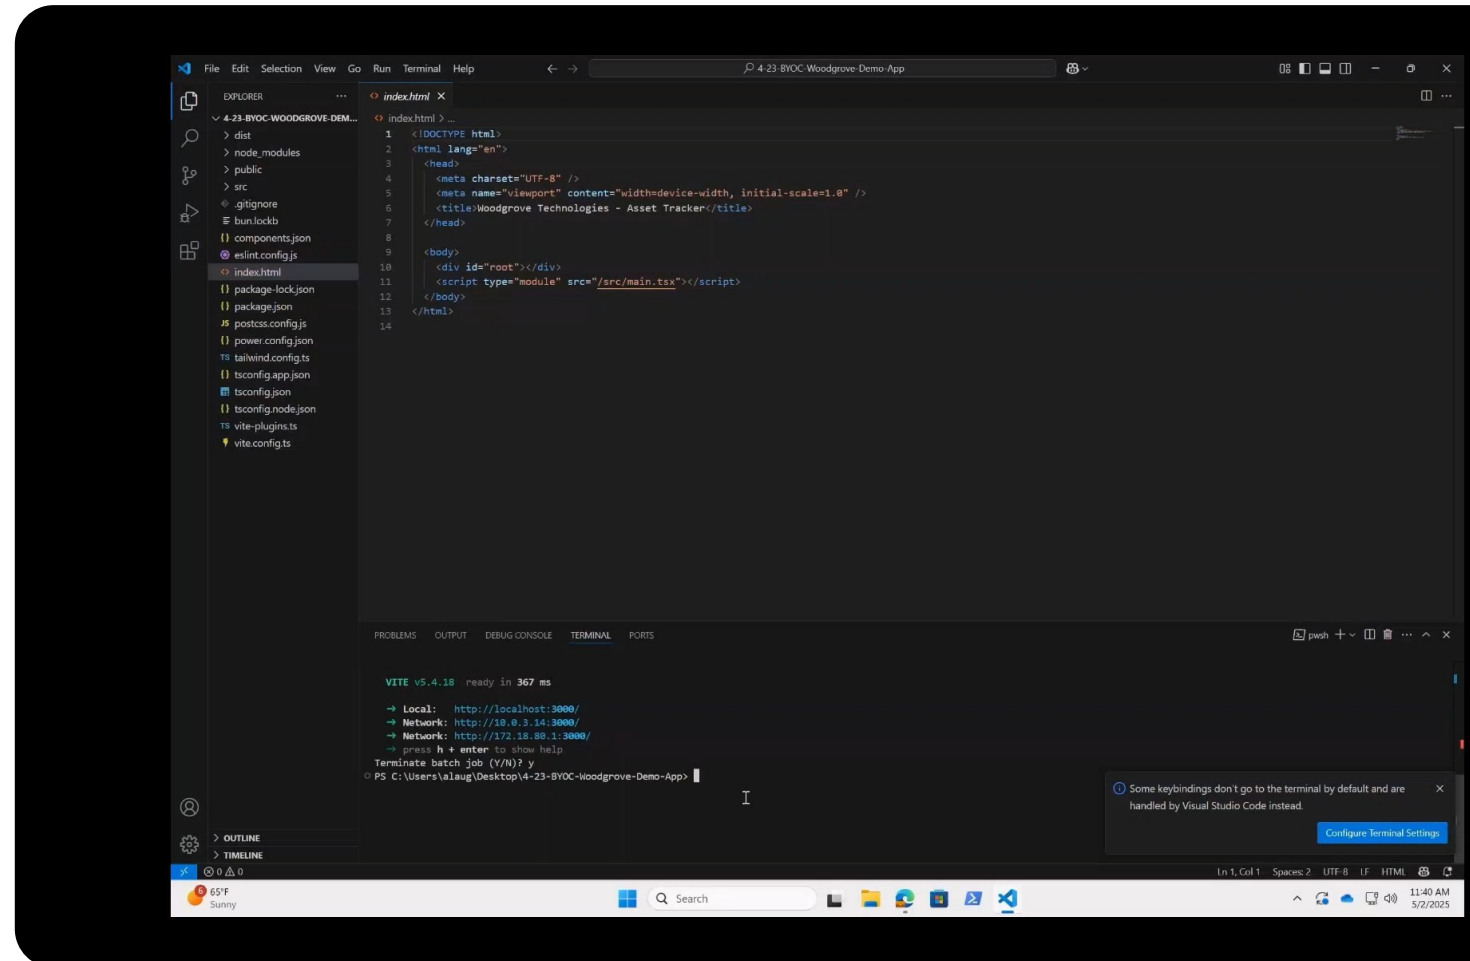 File Edit Selection View Go Run Terminal Help
4-23-BYOC-Woodgrove-Demo-App
EXPLORER
4-23-BYOC-WOODGROVE-DEM...
dist
node_modules
public
src
.gitignore
bun.lockb
components.json
eslint.config.js
index.html
package-lock.json
package.json
postcss.config.js
power.config.json
tailwind.config.ts
tsconfig.app.json
tsconfig.json
tsconfig.node.json
vite-plugins.ts
vite.config.ts
OUTLINE
TIMELINE
index.html
index.html > ...
1 <!DOCTYPE html>
2 <html lang="en">
3 <head>
4 <meta charset="UTF-8" />
5 <meta name="viewport" content="width=device-width, initial-scale=1.0" />
6 <title>Woodgrove Technologies - Asset Tracker</title>
7 </head>
8
9 <body>
10 <div id="root"></div>
11 <script type="module" src="/src/main.tsx"></script>
12 </body>
13 </html>
14
PROBLEMS OUTPUT DEBUG CONSOLE TERMINAL PORTS
pwsh
VITE v5.4.18 ready in 367 ms
→ Local: http://localhost:3000/
→ Network: http://10.0.3.14:3000/
→ Network: http://172.18.80.1:3000/
→ press h + enter to show help
Terminate batch job (Y/N)? y
PS C:\Users\alaug\Desktop\4-23-BYOC-Woodgrove-Demo-App>
Some keybindings don't go to the terminal by default and are
handled by Visual Studio Code instead.
Configure Terminal Settings
0 0
Ln 1, Col 1 Spaces: 2 UTF-8 LF HTML
6
65°F
Sunny
Search
11:40 AM
5/2/2025